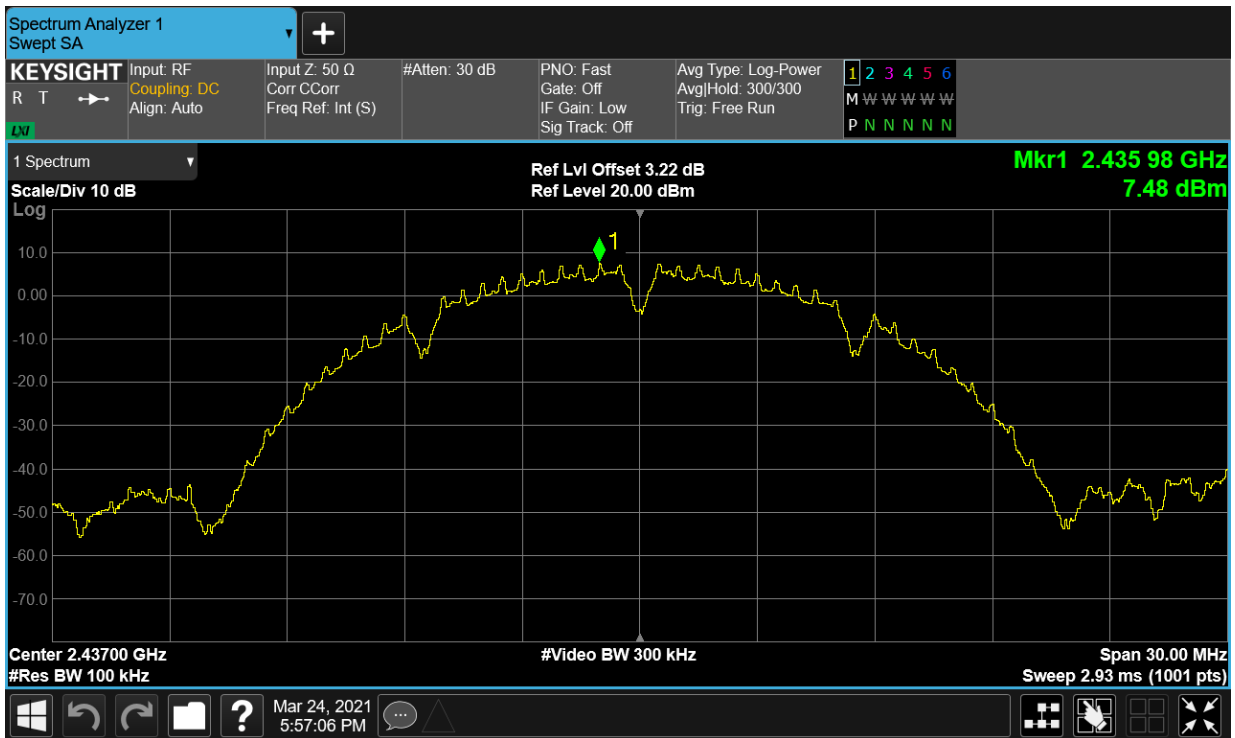 Spectrum Analyzer 1
Swept SA
KEYSIGHT
R T
LXI
Input: RF
Coupling: DC
Align: Auto
Input Z: 50 Ω
Corr CCorr
Freq Ref: Int (S)
#Atten: 30 dB
PNO: Fast
Gate: Off
IF Gain: Low
Sig Track: Off
Avg Type: Log-Power
Avg|Hold: 300/300
Trig: Free Run
1 2 3 4 5 6
M W W W W W
P N N N N N
1 Spectrum
Scale/Div 10 dB
Ref Lvl Offset 3.22 dB
Ref Level 20.00 dBm
Mkr1 2.435 98 GHz
7.48 dBm
Log
10.0
0.00
-10.0
-20.0
-30.0
-40.0
-50.0
-60.0
-70.0
1
Center 2.43700 GHz
#Res BW 100 kHz
#Video BW 300 kHz
Span 30.00 MHz
Sweep 2.93 ms (1001 pts)
?
Mar 24, 2021
5:57:06 PM